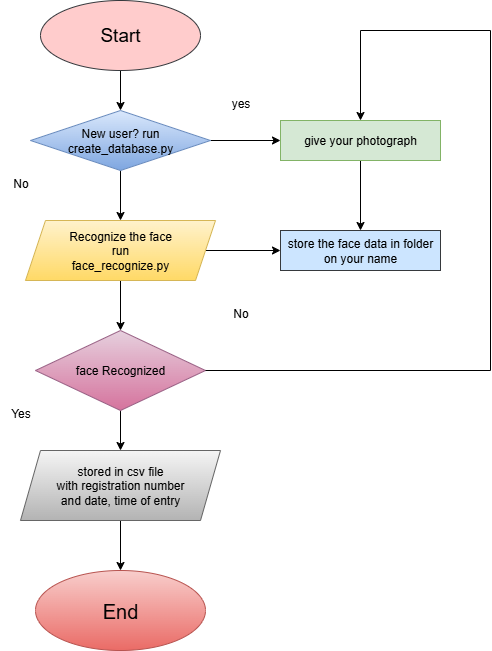 Start
yes
New user? run
create_database.py
give your photograph
No
Recognize the face
run
face_recognize.py
store the face data in folder
on your name
No
face Recognized
Yes
stored in csv file
with registration number
and date, time of entry
End